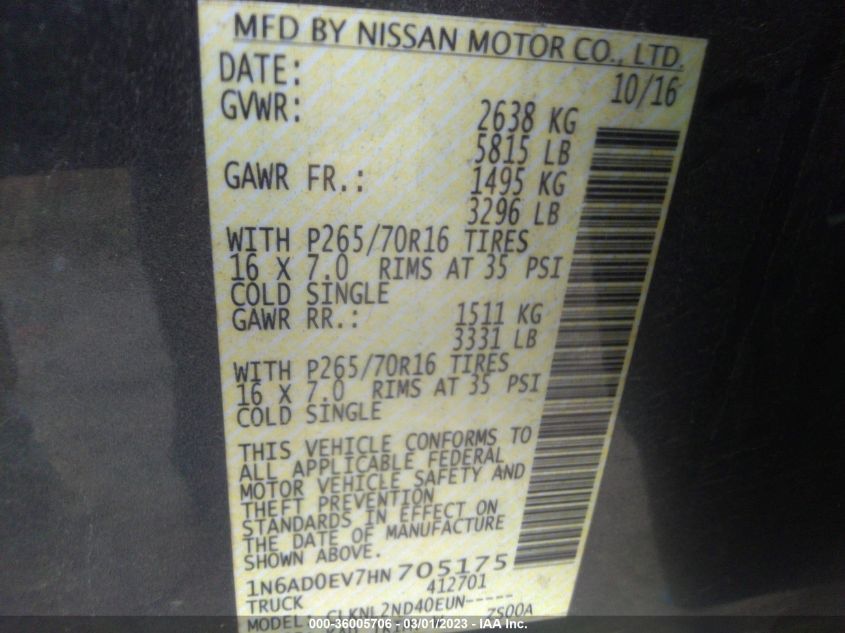 MFD BY NISSAN MOTOR CO., LTD.
DATE: 10/16
GVWR: 2638 KG
5815 LB
GAWR FR.: 1495 KG
3296 LB
WITH P265/70R16 TIRES
16 X 7.0 RIMS AT 35 PSI
COLD SINGLE
GAWR RR.: 1511 KG
3331 LB
WITH P265/70R16 TIRES
16 X 7.0 RIMS AT 35 PSI
COLD SINGLE
THIS VEHICLE CONFORMS TO
ALL APPLICABLE FEDERAL
MOTOR VEHICLE SAFETY AND
THEFT PREVENTION
STANDARDS IN EFFECT ON
THE DATE OF MANUFACTURE
SHOWN ABOVE.
1N6AD0EV7HN705175
TRUCK 412701
MODEL CLKNL2ND40EUN-----
ZS00A
000-36005706 - 03/01/2023 - © IAA Inc.